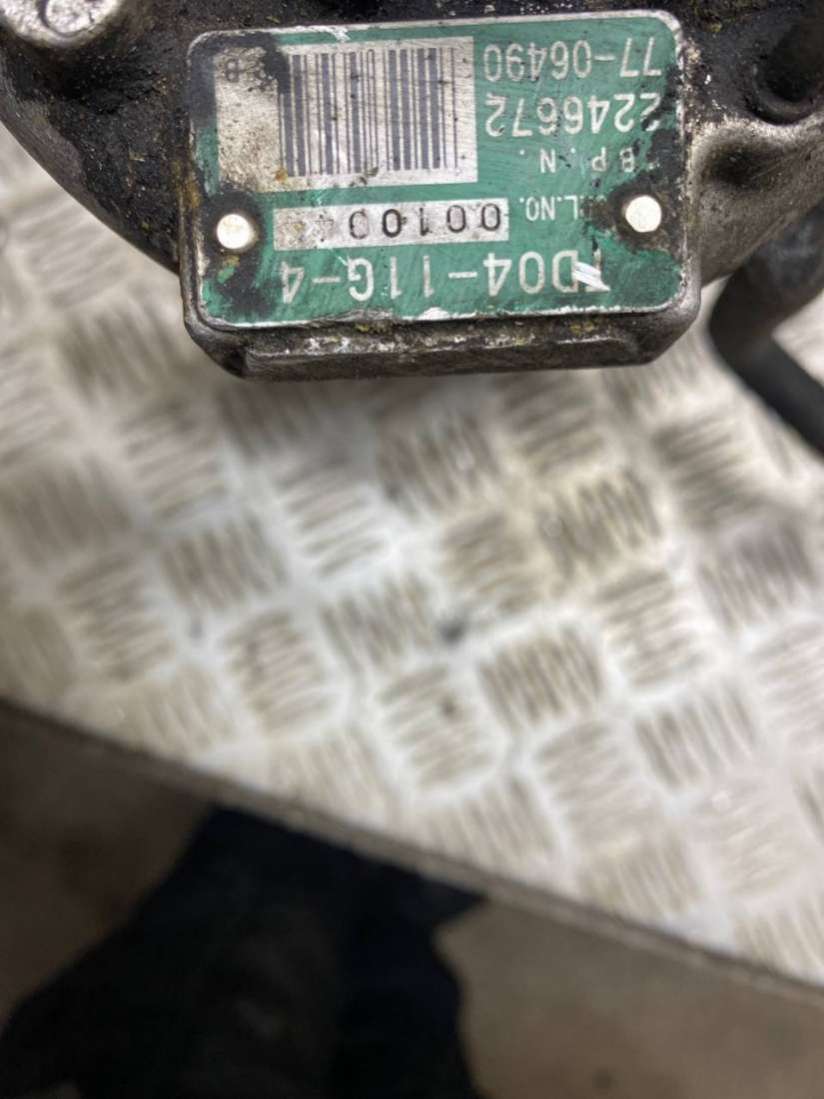 TD04-11G-4
L.NO. 00100
B P.N.
2246672
77-06490
B